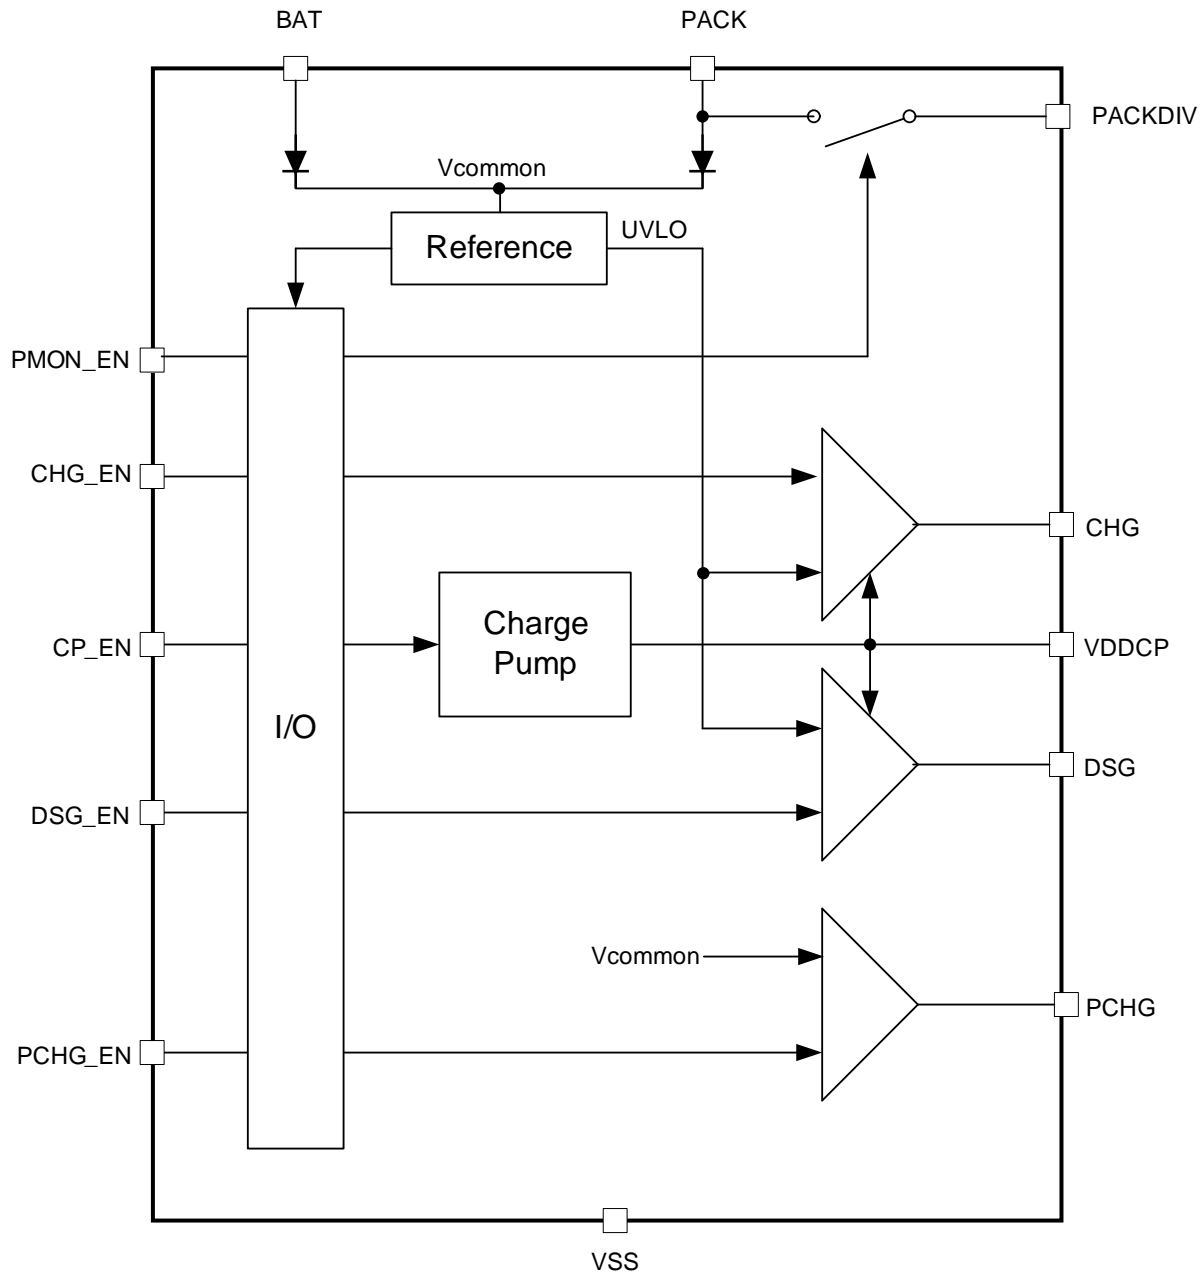 BAT
PACK
PACKDIV
Vcommon
Reference
UVLO
PMON_EN
CHG_EN
CHG
Charge
Pump
CP_EN
VDDCP
I/O
DSG
DSG_EN
Vcommon
PCHG
PCHG_EN
VSS